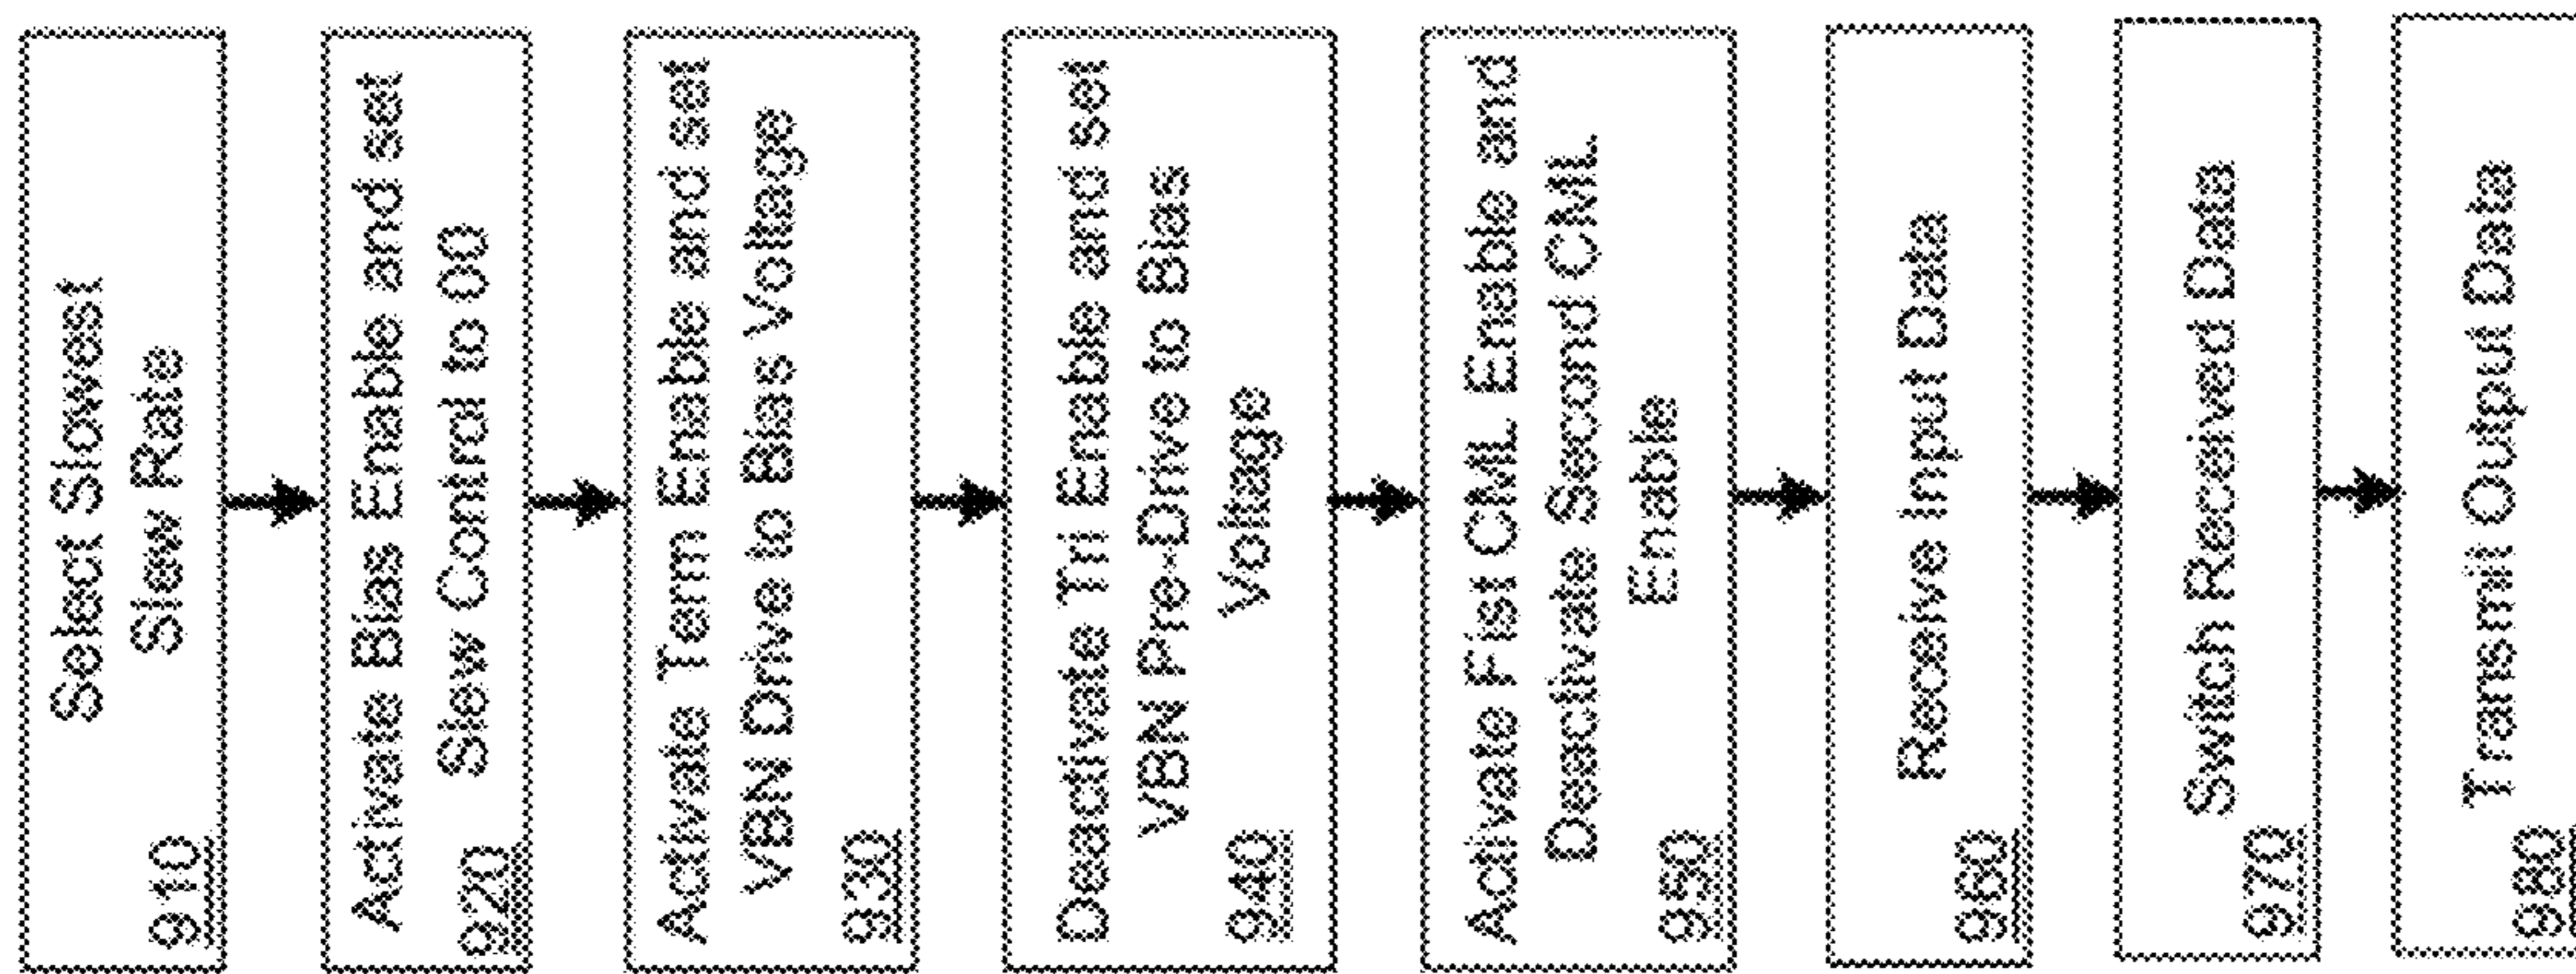 Select Slowest
Slew Rate
910
Activate Bias Enable and set
Slew Control to 00
920
Activate Term Enable and set
VBN Drive to Bias Voltage
930
Deactivate Tri Enable and set
VBN Pre-Drive to Bias
Voltage
940
Activate Fist CML Enable and
Deactivate Second CML
Enable
950
Receive Input Data
960
Switch Received Data
970
Transmit Output Data
980